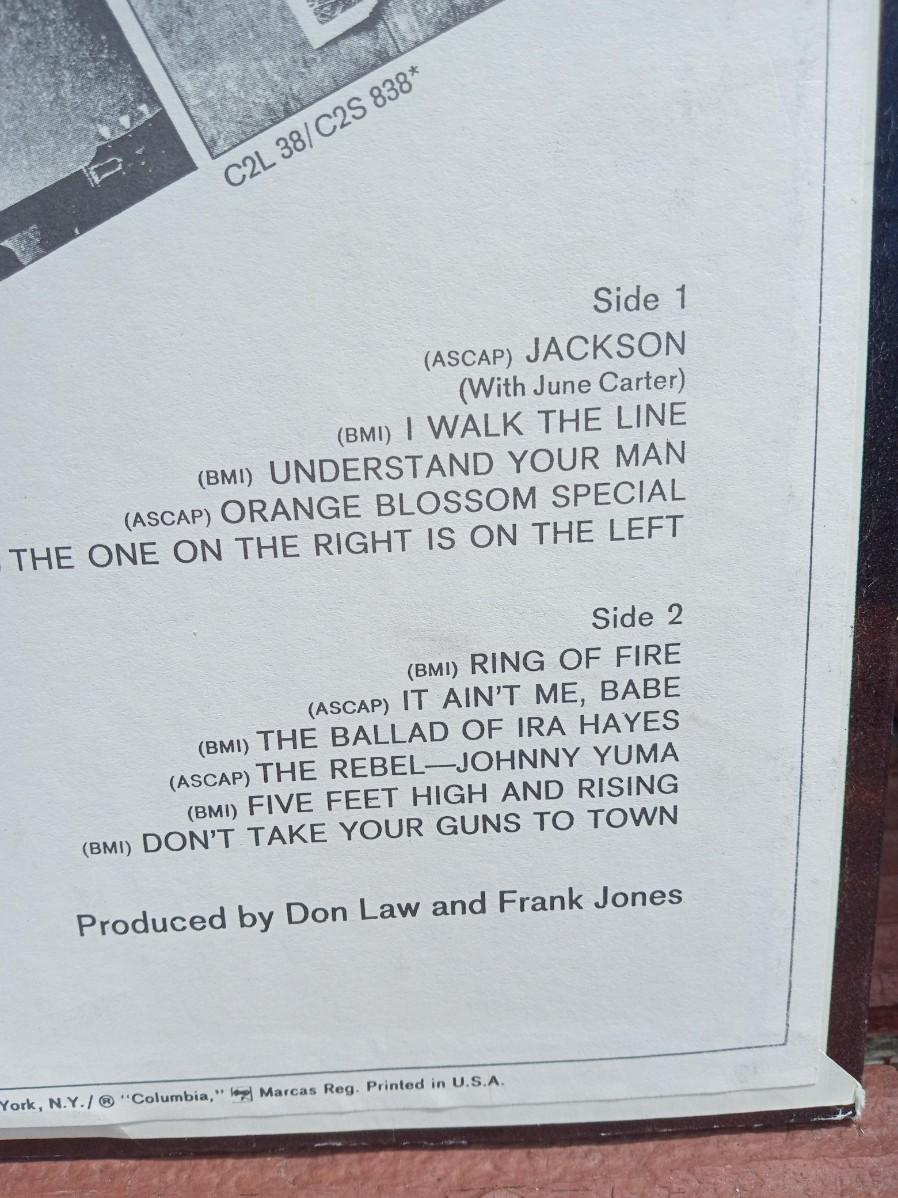 C2L 38/C2S 838*
Side 1
(ASCAP) JACKSON
(With June Carter)
(BMI) I WALK THE LINE
(BMI) UNDERSTAND YOUR MAN
(ASCAP) ORANGE BLOSSOM SPECIAL
THE ONE ON THE RIGHT IS ON THE LEFT
Side 2
(BMI) RING OF FIRE
(ASCAP) IT AIN'T ME, BABE
(BMI) THE BALLAD OF IRA HAYES
(ASCAP) THE REBEL—JOHNNY YUMA
(BMI) FIVE FEET HIGH AND RISING
(BMI) DON'T TAKE YOUR GUNS TO TOWN
Produced by Don Law and Frank Jones
York, N.Y./ ® "Columbia," Marcas Reg. Printed in U.S.A.